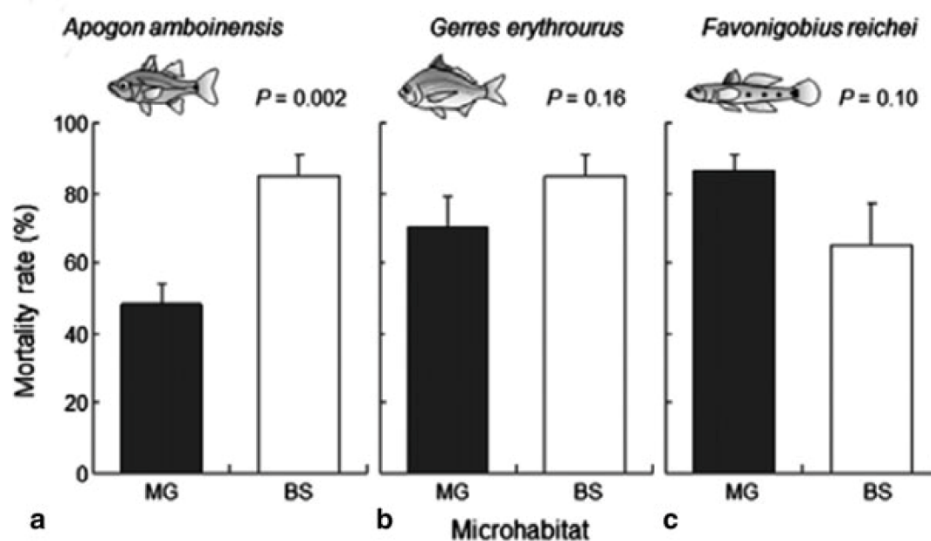 Apogon amboinensis
Gerres erythrourus
Favonigobius reichei
P = 0.002
P = 0.16
P = 0.10
Mortality rate (%)
100
80
60
40
20
0
MG BS
MG BS
MG BS
a
b
c
Microhabitat